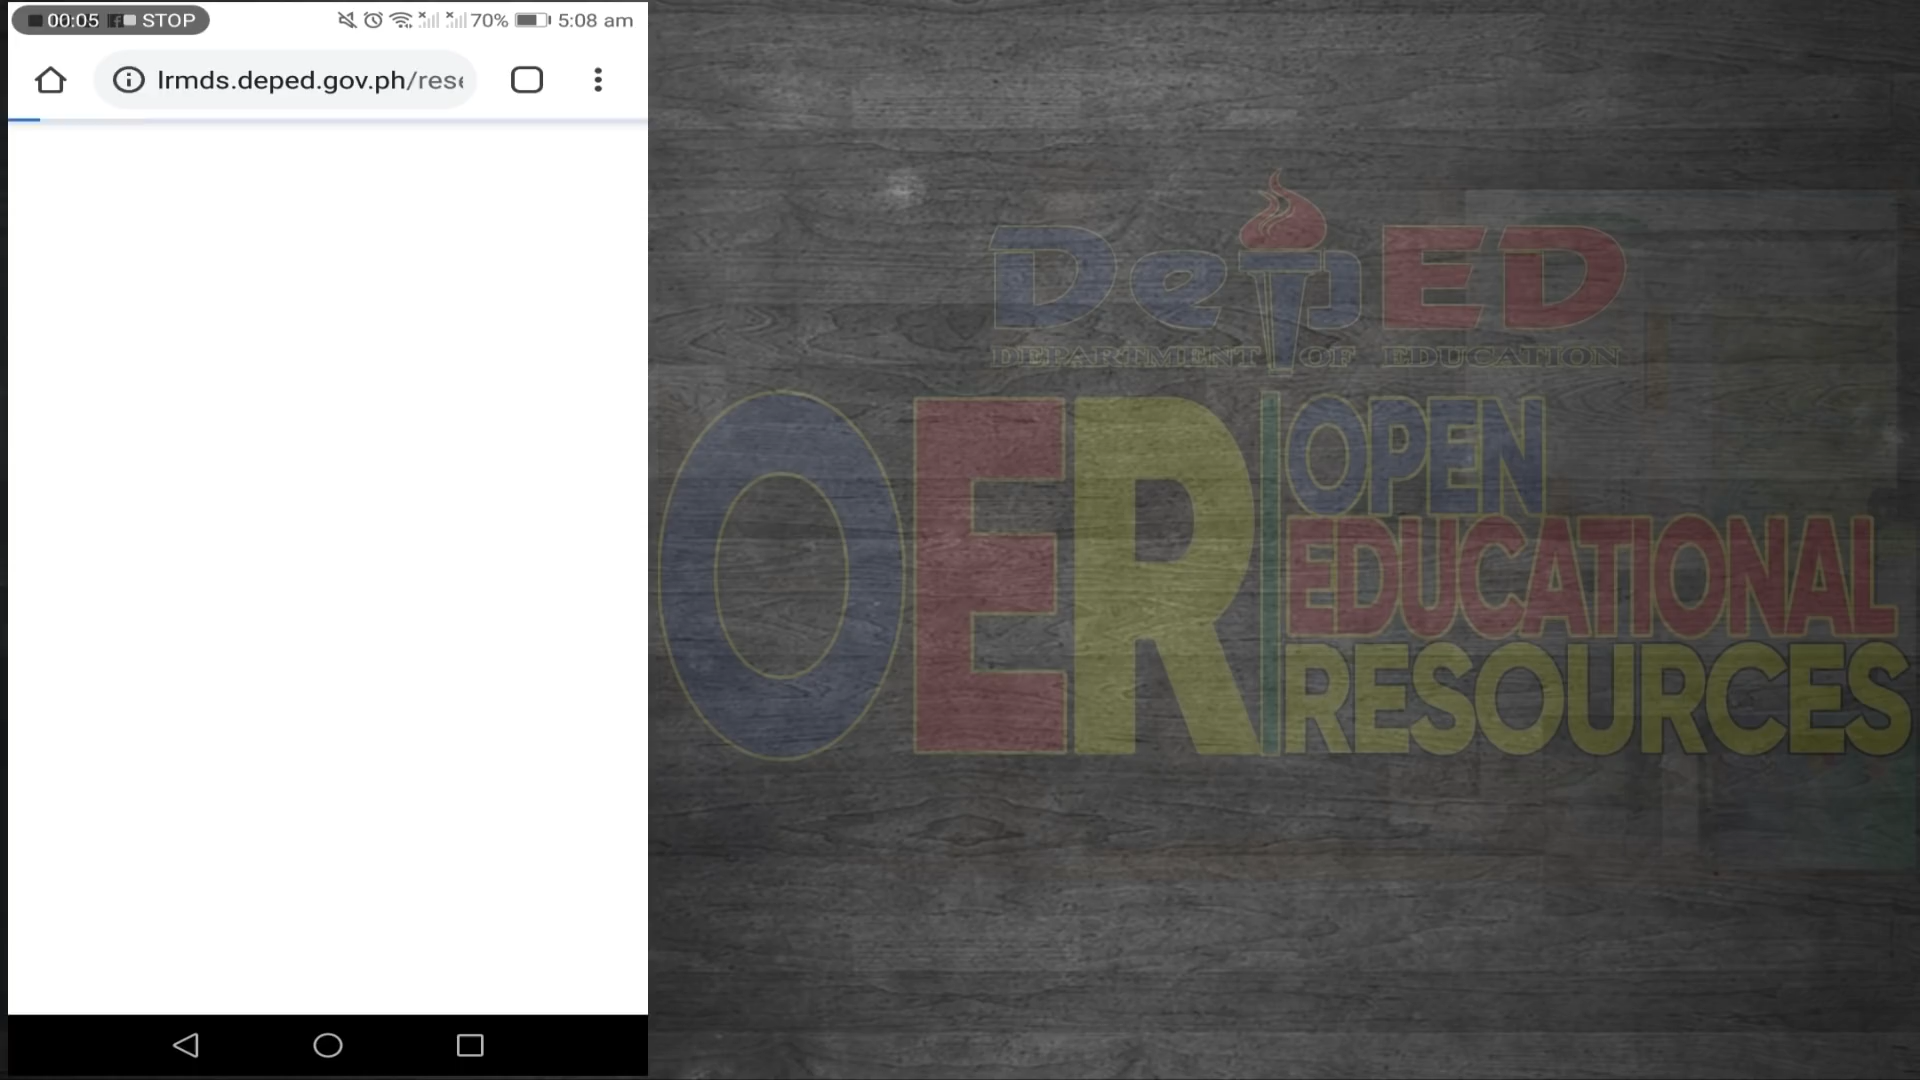 00:05 STOP 70% 5:08 am
lrmds.deped.gov.ph/rese
DepED
DEPARTMENT OF EDUCATION
OER
OPEN
EDUCATIONAL
RESOURCES